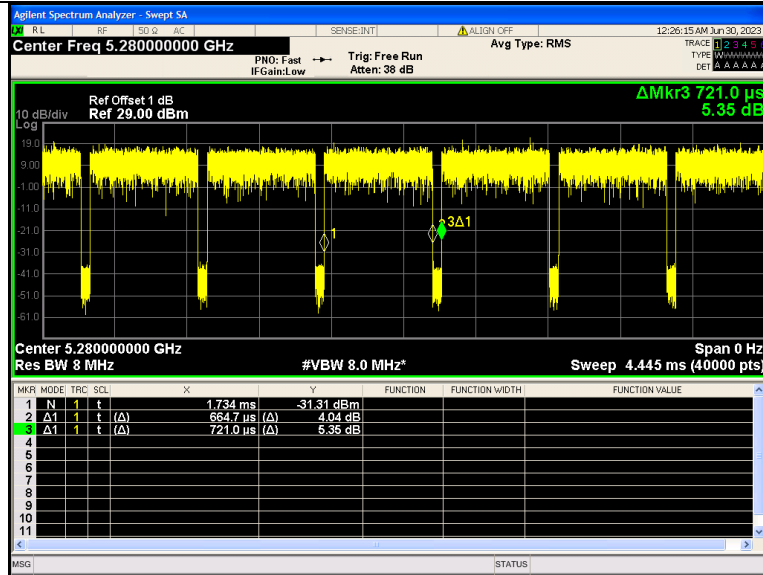 Agilent Spectrum Analyzer - Swept SA
RL RF 50 Ω AC SENSE:INT ALIGN OFF 12:26:15 AM Jun 30, 2023
Center Freq 5.280000000 GHz
Avg Type: RMS
TRACE 1 2 3 4 5
PNO: Fast Trig: Free Run
TYPE W
IFGain:Low Atten: 38 dB
DET A A A A A
ΔMkr3 721.0 µs
5.35 dB
Ref Offset 1 dB
10 dB/div Ref 29.00 dBm
Log
19.0
9.00
-1.00
-11.0
-21.0
-31.0
-41.0
-51.0
-61.0
1
3Δ1
Center 5.280000000 GHz Span 0 Hz
Res BW 8 MHz #VBW 8.0 MHz* Sweep 4.445 ms (40000 pts)
MKR MODE TRC SCL X Y FUNCTION FUNCTION WIDTH FUNCTION VALUE
1 N 1 t 1.734 ms -31.31 dBm
2 Δ1 1 t (Δ) 664.7 µs (Δ) 4.04 dB
3 Δ1 1 t (Δ) 721.0 µs (Δ) 5.35 dB
4
5
6
7
8
9
10
11
MSG STATUS